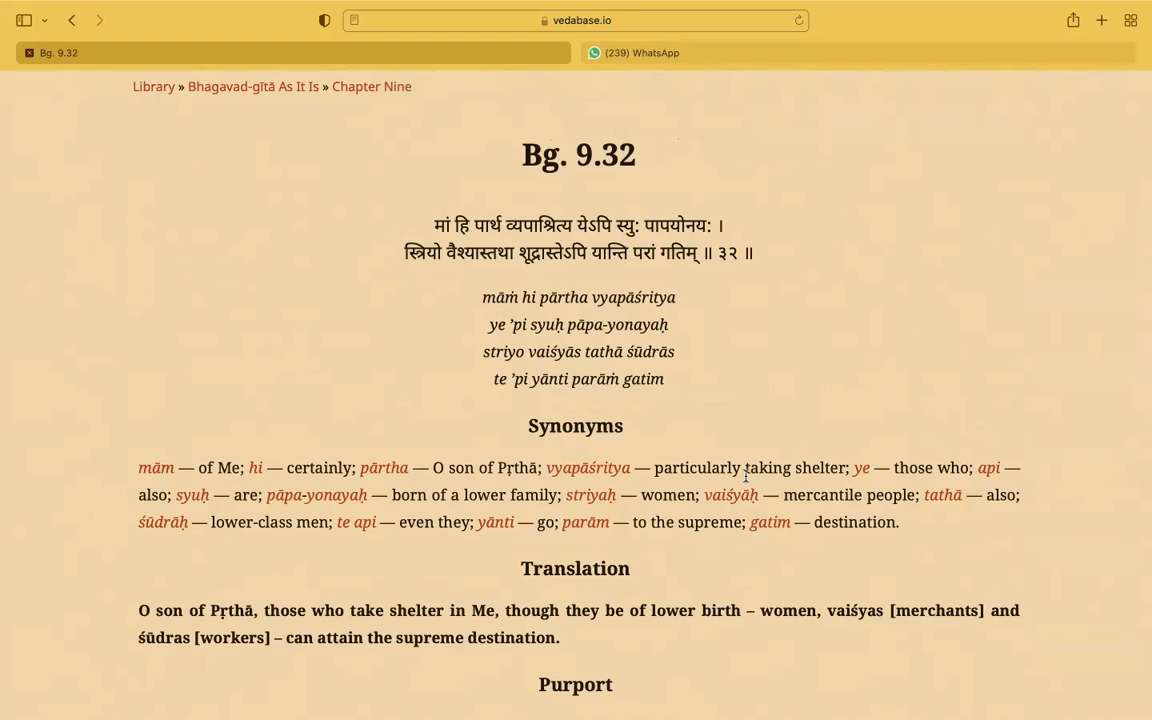 vedabase.io
Bg. 9.32
(239) WhatsApp
Library » Bhagavad-gītā As It Is » Chapter Nine
Bg. 9.32
मां हि पार्थ व्यपाश्रित्य येऽपि स्यु: पापयोनय: ।
स्त्रियो वैश्यास्तथा शूद्रास्तेऽपि यान्ति परां गतिम् ॥ ३२ ॥
māṁ hi pārtha vyapāśritya
ye ’pi syuḥ pāpa-yonayaḥ
striyo vaiśyās tathā śūdrās
te ’pi yānti parāṁ gatim
Synonyms
mām — of Me; hi — certainly; pārtha — O son of Pṛthā; vyapāśritya — particularly taking shelter; ye — those who; api —
also; syuḥ — are; pāpa-yonayaḥ — born of a lower family; striyaḥ — women; vaiśyāḥ — mercantile people; tathā — also;
śūdrāḥ — lower-class men; te api — even they; yānti — go; parām — to the supreme; gatim — destination.
Translation
O son of Pṛthā, those who take shelter in Me, though they be of lower birth – women, vaiśyas [merchants] and
śūdras [workers] – can attain the supreme destination.
Purport